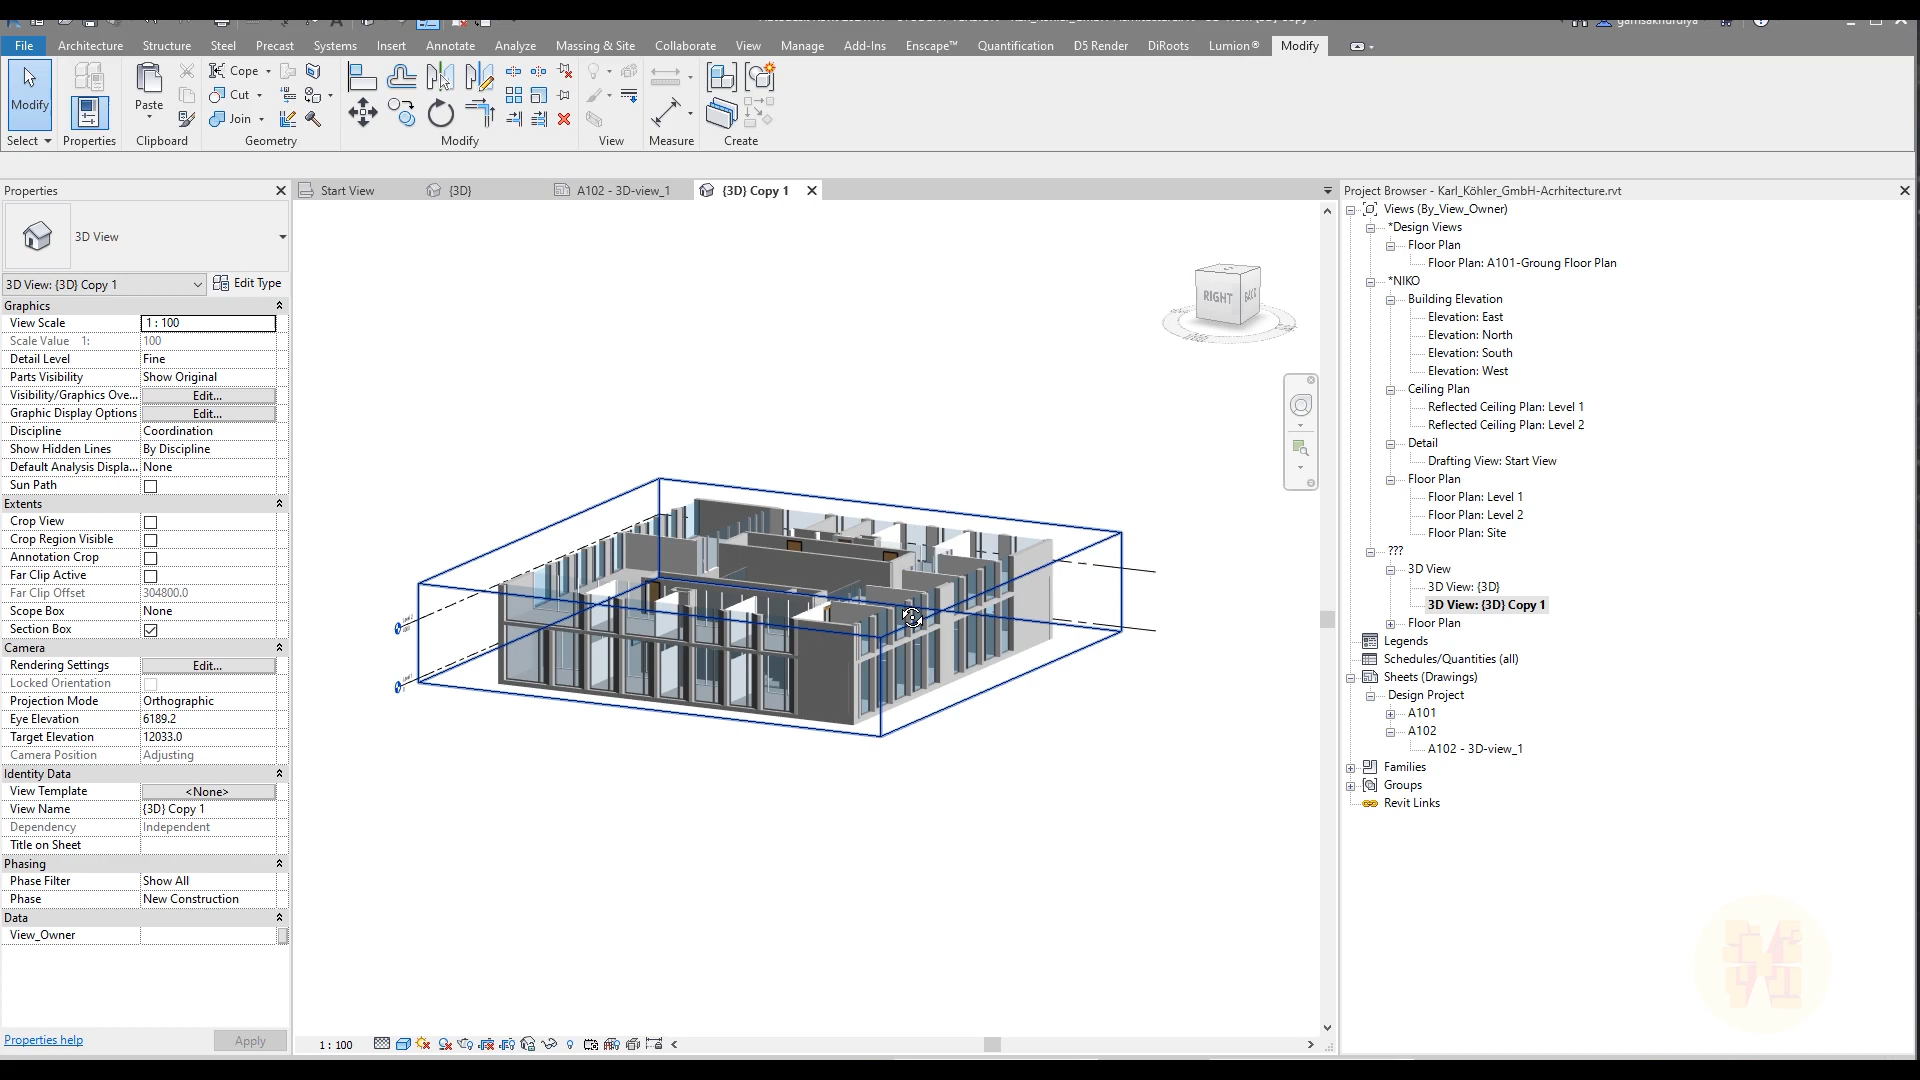 File Architecture Structure Steel Precast Systems Insert Annotate Analyze Massing & Site Collaborate View Manage Add-Ins Enscape™ Quantification D5 Render DiRoots Lumion® Modify
Modify
Properties
Paste
Cope
Cut
Join
Select Properties Clipboard Geometry Modify View Measure Create
Properties
3D View
3D View: {3D} Copy 1
Edit Type
Graphics
View Scale 1 : 100
Scale Value 1: 100
Detail Level Fine
Parts Visibility Show Original
Visibility/Graphics Ove... Edit...
Graphic Display Options Edit...
Discipline Coordination
Show Hidden Lines By Discipline
Default Analysis Displa... None
Sun Path
Extents
Crop View
Crop Region Visible
Annotation Crop
Far Clip Active
Far Clip Offset 304800.0
Scope Box None
Section Box
Camera
Rendering Settings Edit...
Locked Orientation
Projection Mode Orthographic
Eye Elevation 6189.2
Target Elevation 12033.0
Camera Position Adjusting
Identity Data
View Template <None>
View Name {3D} Copy 1
Dependency Independent
Title on Sheet
Phasing
Phase Filter Show All
Phase New Construction
Data
View_Owner
Properties help Apply
Start View {3D} A102 - 3D-view_1 {3D} Copy 1
RIGHT BACK
1 : 100
Project Browser - Karl_Köhler_GmbH-Acrhitecture.rvt
Views (By_View_Owner)
*Design Views
Floor Plan
Floor Plan: A101-Groung Floor Plan
*NIKO
Building Elevation
Elevation: East
Elevation: North
Elevation: South
Elevation: West
Ceiling Plan
Reflected Ceiling Plan: Level 1
Reflected Ceiling Plan: Level 2
Detail
Drafting View: Start View
Floor Plan
Floor Plan: Level 1
Floor Plan: Level 2
Floor Plan: Site
???
3D View
3D View: {3D}
3D View: {3D} Copy 1
Floor Plan
Legends
Schedules/Quantities (all)
Sheets (Drawings)
Design Project
A101
A102
A102 - 3D-view_1
Families
Groups
Revit Links